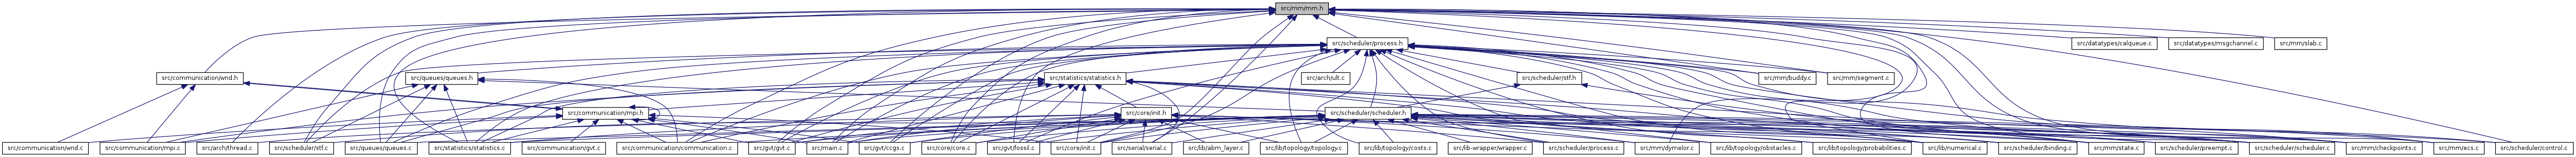 src/mm/mm.h
src/scheduler/process.h
src/datatypes/calqueue.c
src/datatypes/msgchannel.c
src/mm/slab.c
src/communication/wnd.h
src/queues/queues.h
src/statistics/statistics.h
src/arch/ult.c
src/scheduler/stf.h
src/mm/buddy.c
src/mm/segment.c
src/communication/mpi.h
src/core/init.h
src/scheduler/scheduler.h
src/communication/wnd.c
src/communication/mpi.c
src/arch/thread.c
src/scheduler/stf.c
src/queues/queues.c
src/statistics/statistics.c
src/communication/gvt.c
src/communication/communication.c
src/gvt/gvt.c
src/main.c
src/gvt/ccgs.c
src/core/core.c
src/gvt/fossil.c
src/core/init.c
src/serial/serial.c
src/lib/abm_layer.c
src/lib/topology/topology.c
src/lib/topology/costs.c
src/lib-wrapper/wrapper.c
src/scheduler/process.c
src/mm/dymelor.c
src/lib/topology/obstacles.c
src/lib/topology/probabilities.c
src/lib/numerical.c
src/scheduler/binding.c
src/mm/state.c
src/scheduler/preempt.c
src/scheduler/scheduler.c
src/mm/checkpoints.c
src/mm/ecs.c
src/scheduler/control.c